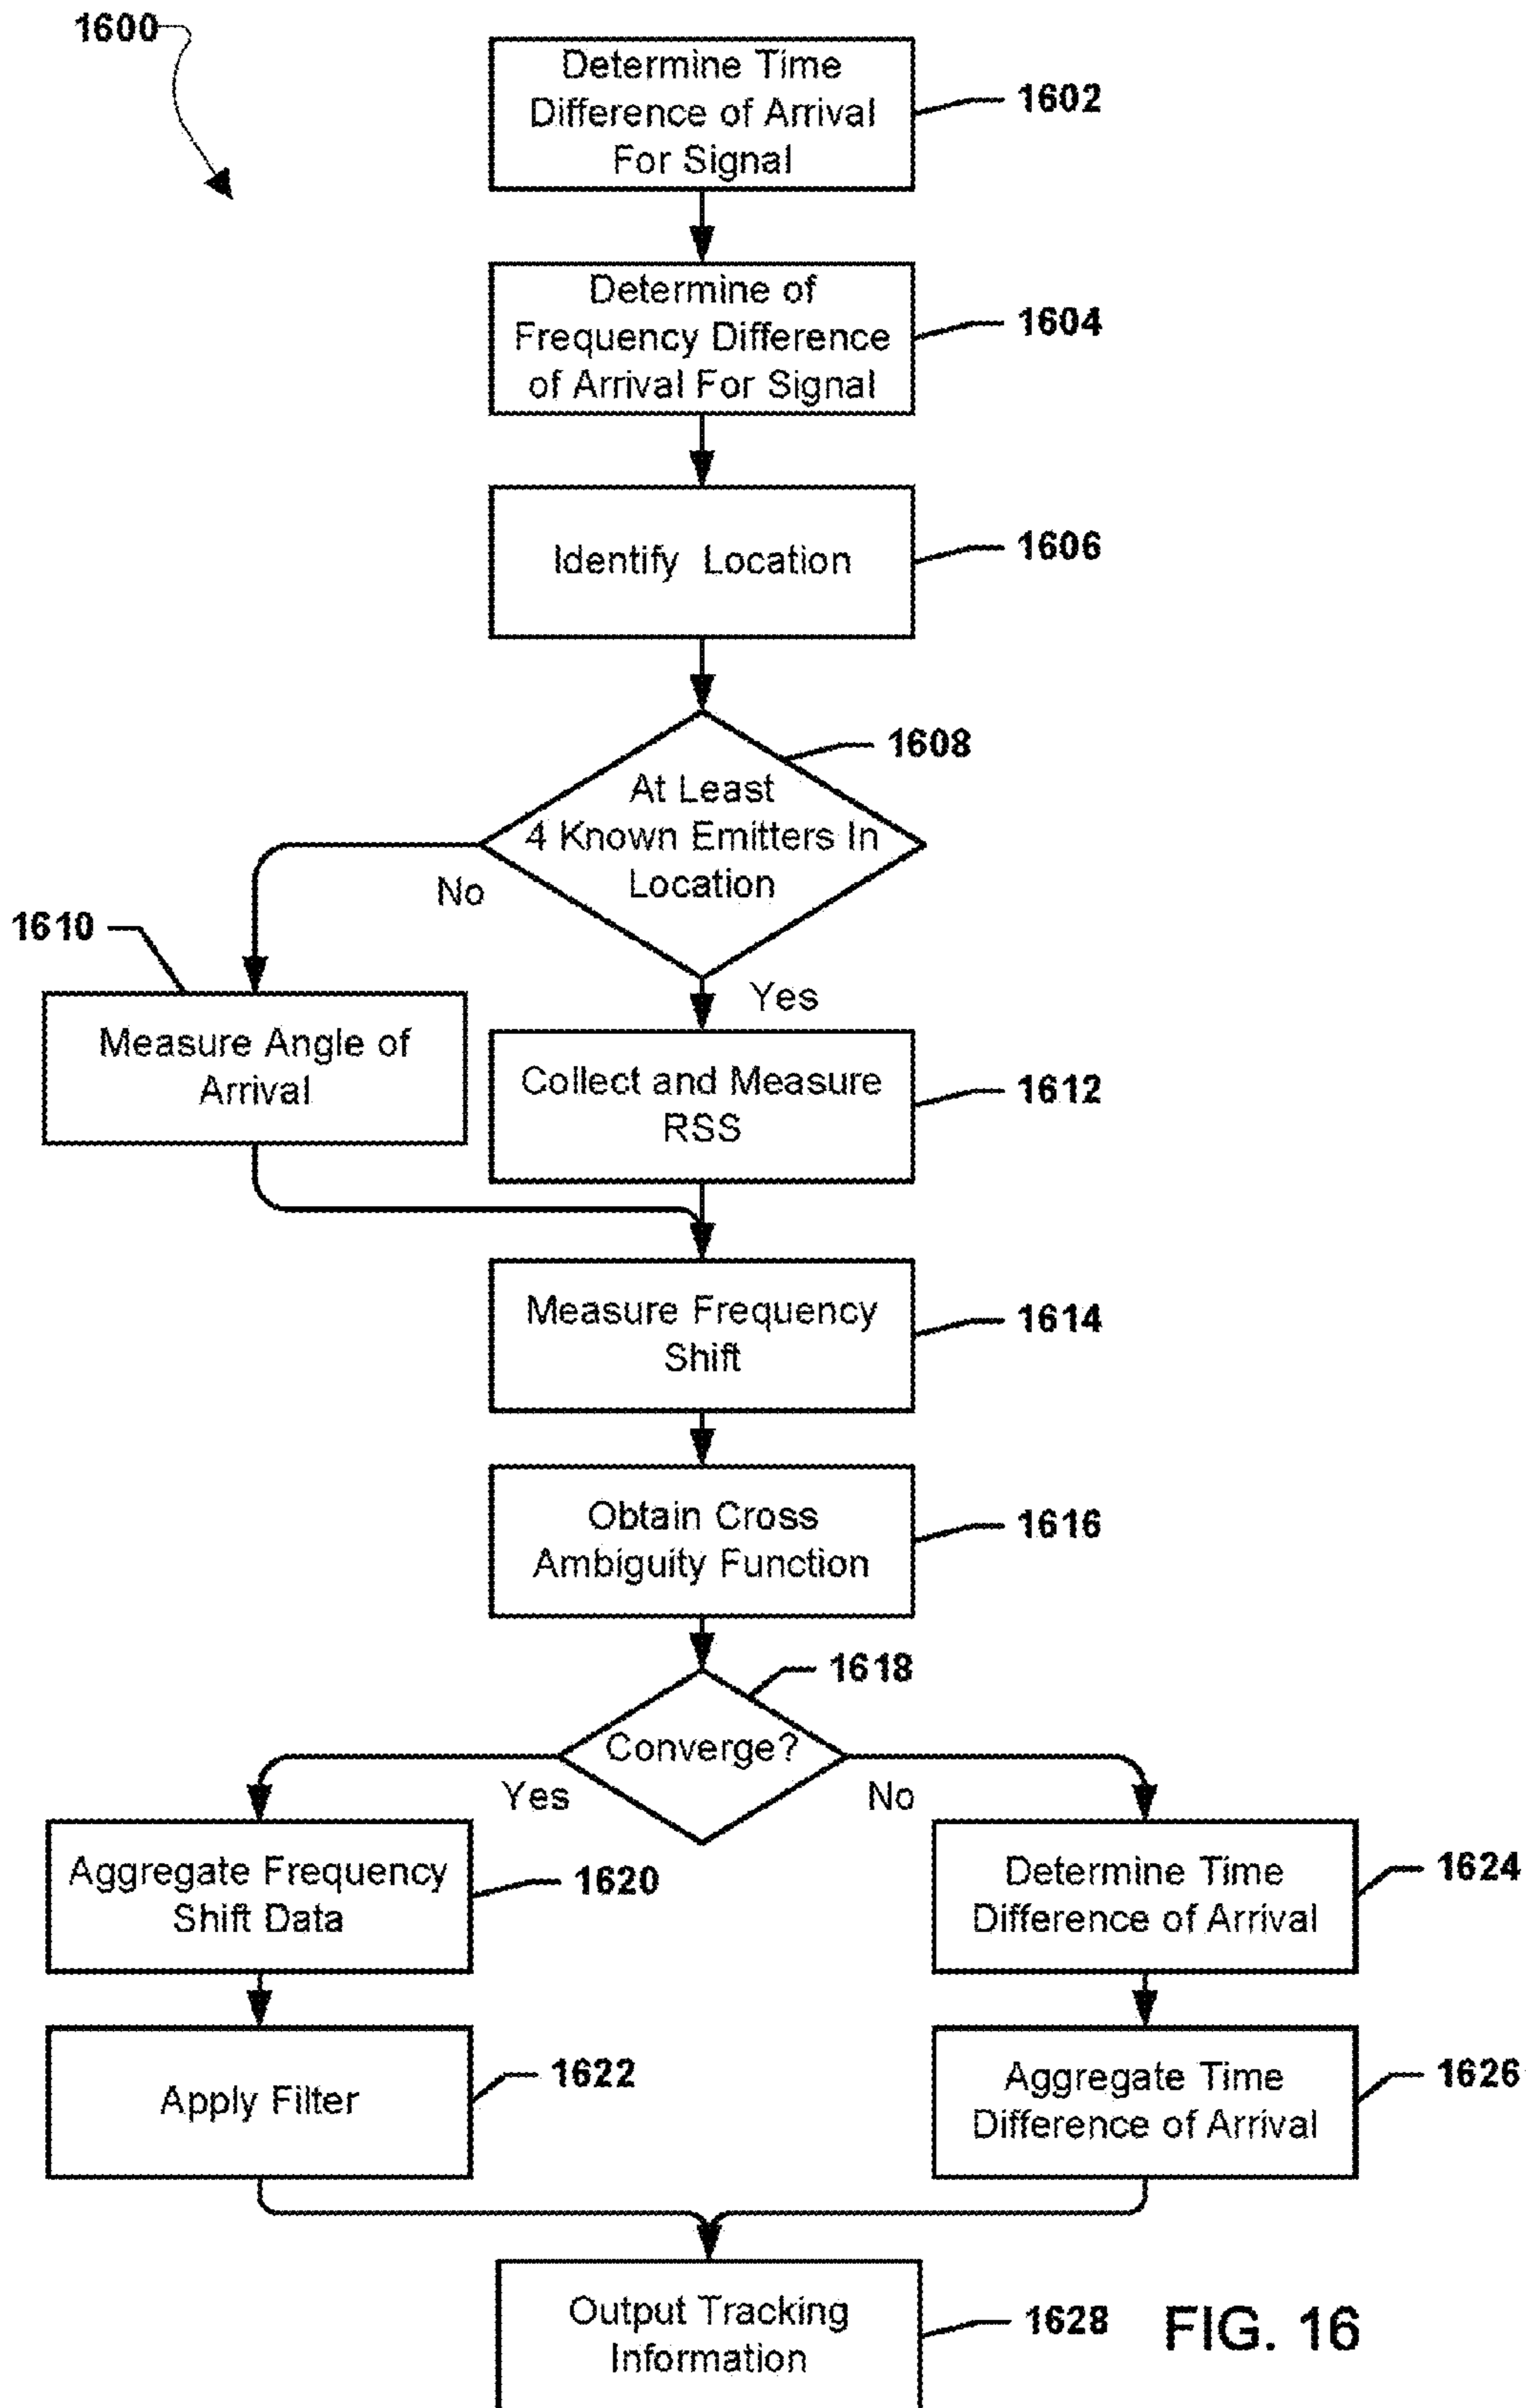 1600
Determine Time
Difference of Arrival
For Signal
1602
Determine of
Frequency Difference
of Arrival For Signal
1604
Identify Location
1606
1608
At Least
4 Known Emitters In
Location
No
Yes
1610
Measure Angle of
Arrival
Collect and Measure
RSS
1612
Measure Frequency
Shift
1614
Obtain Cross
Ambiguity Function
1616
1618
Converge?
Yes
No
Aggregate Frequency
Shift Data
1620
Determine Time
Difference of Arrival
1624
Apply Filter
1622
Aggregate Time
Difference of Arrival
1626
Output Tracking
Information
1628
FIG. 16